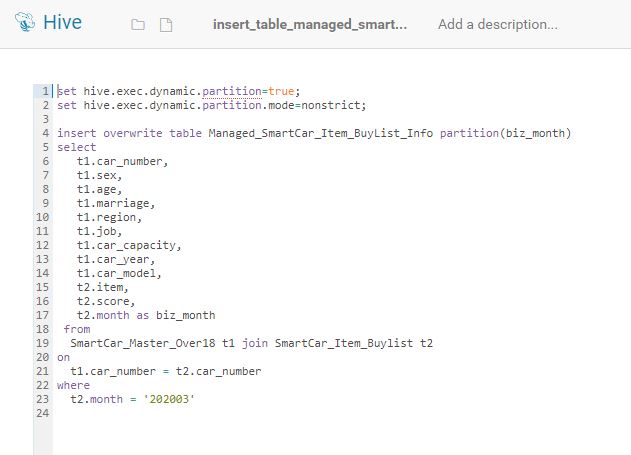 Hive
insert_table_managed_smart...
Add a description...
1 set hive.exec.dynamic.partition=true;
2 set hive.exec.dynamic.partition.mode=nonstrict;
3
4 insert overwrite table Managed_SmartCar_Item_BuyList_Info partition(biz_month)
5 select
6 t1.car_number,
7 t1.sex,
8 t1.age,
9 t1.marriage,
10 t1.region,
11 t1.job,
12 t1.car_capacity,
13 t1.car_year,
14 t1.car_model,
15 t2.item,
16 t2.score,
17 t2.month as biz_month
18 from
19 SmartCar_Master_Over18 t1 join SmartCar_Item_Buylist t2
20 on
21 t1.car_number = t2.car_number
22 where
23 t2.month = '202003'
24